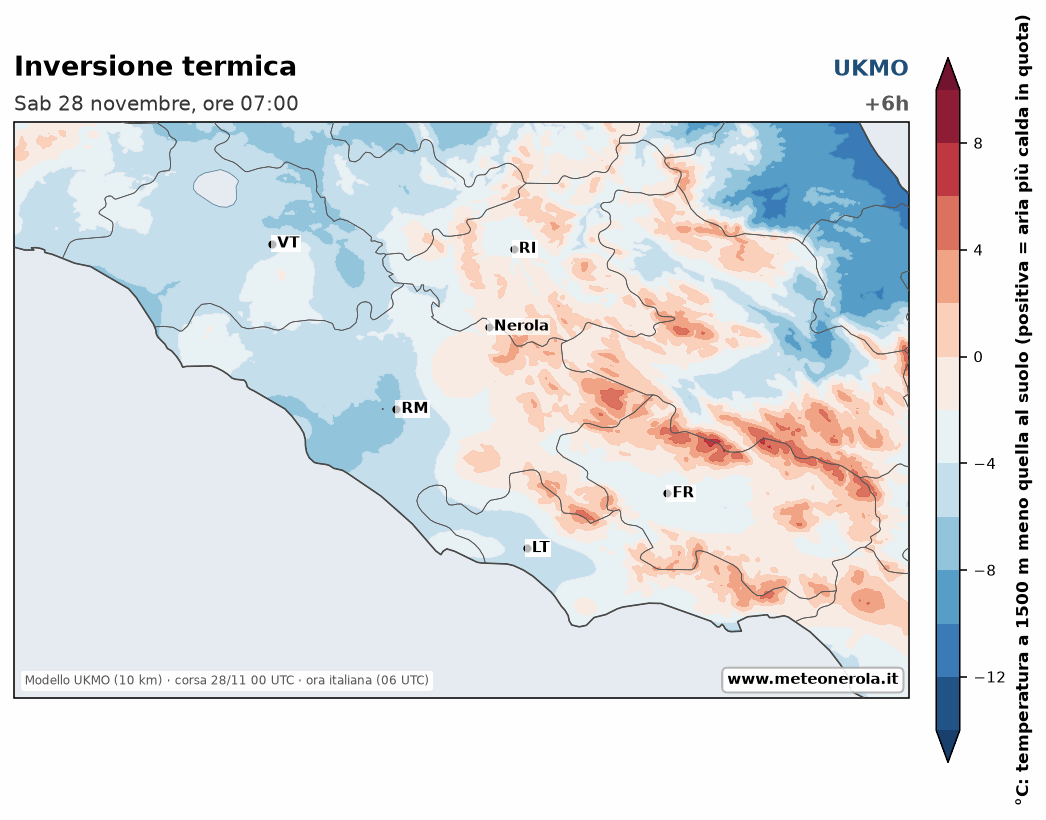 Inversione termica
UKMO
Sab 28 novembre, ore 07:00
+6h
VT
RI
Nerola
RM
FR
LT
Modello UKMO (10 km) · corsa 28/11 00 UTC · ora italiana (06 UTC)
www.meteonerola.it
8
4
0
−4
−8
−12
°C: temperatura a 1500 m meno quella al suolo (positiva = aria più calda in quota)